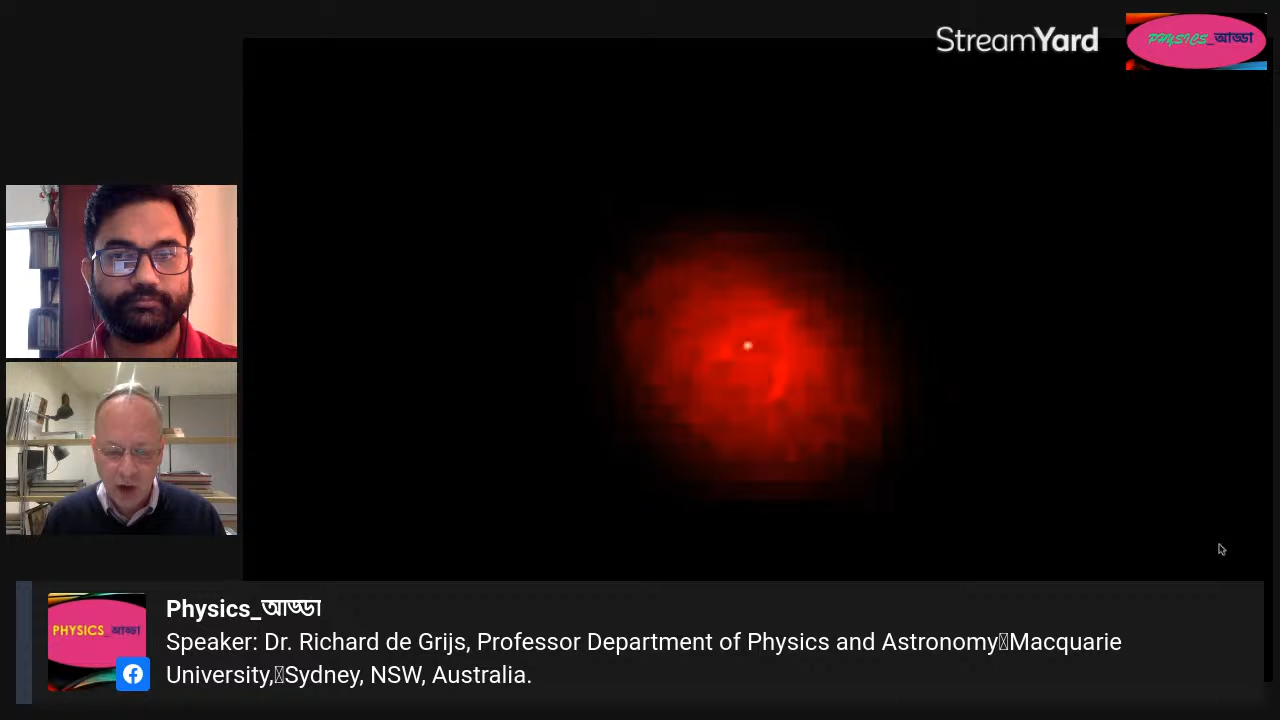 StreamYard
PHYSICS_আড্ডা
Physics_আড্ডা
Speaker: Dr. Richard de Grijs, Professor Department of Physics and Astronomy Macquarie
University, Sydney, NSW, Australia.
PHYSICS_আড্ডা